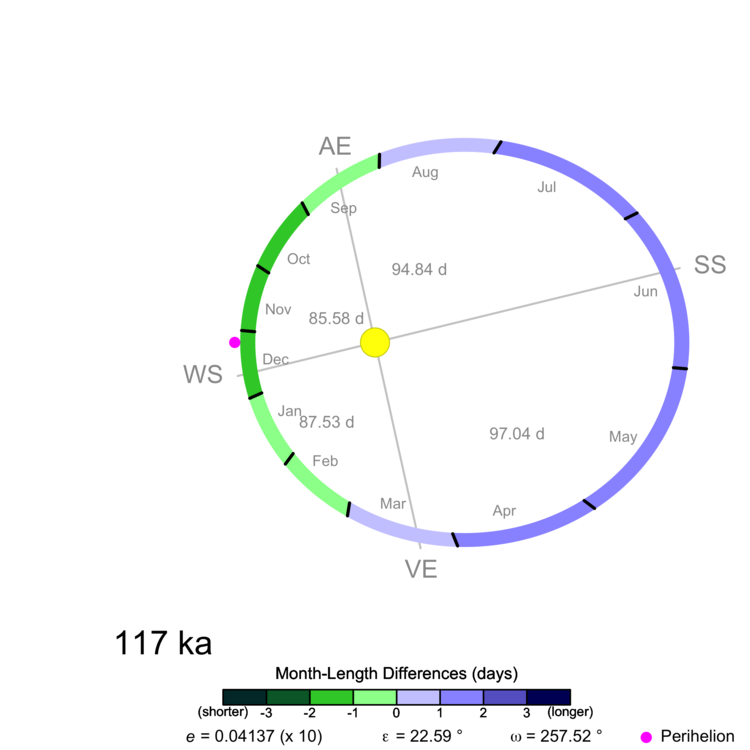 AE
Aug
Jul
Sep
Oct
94.84 d
SS
Jun
Nov
85.58 d
Dec
WS
Jan
87.53 d
97.04 d
May
Feb
Mar
Apr
VE
117 ka
Month-Length Differences (days)
(shorter) -3 -2 -1 0 1 2 3 (longer)
e = 0.04137 (x 10) ε = 22.59 ° ω = 257.52 ° Perihelion